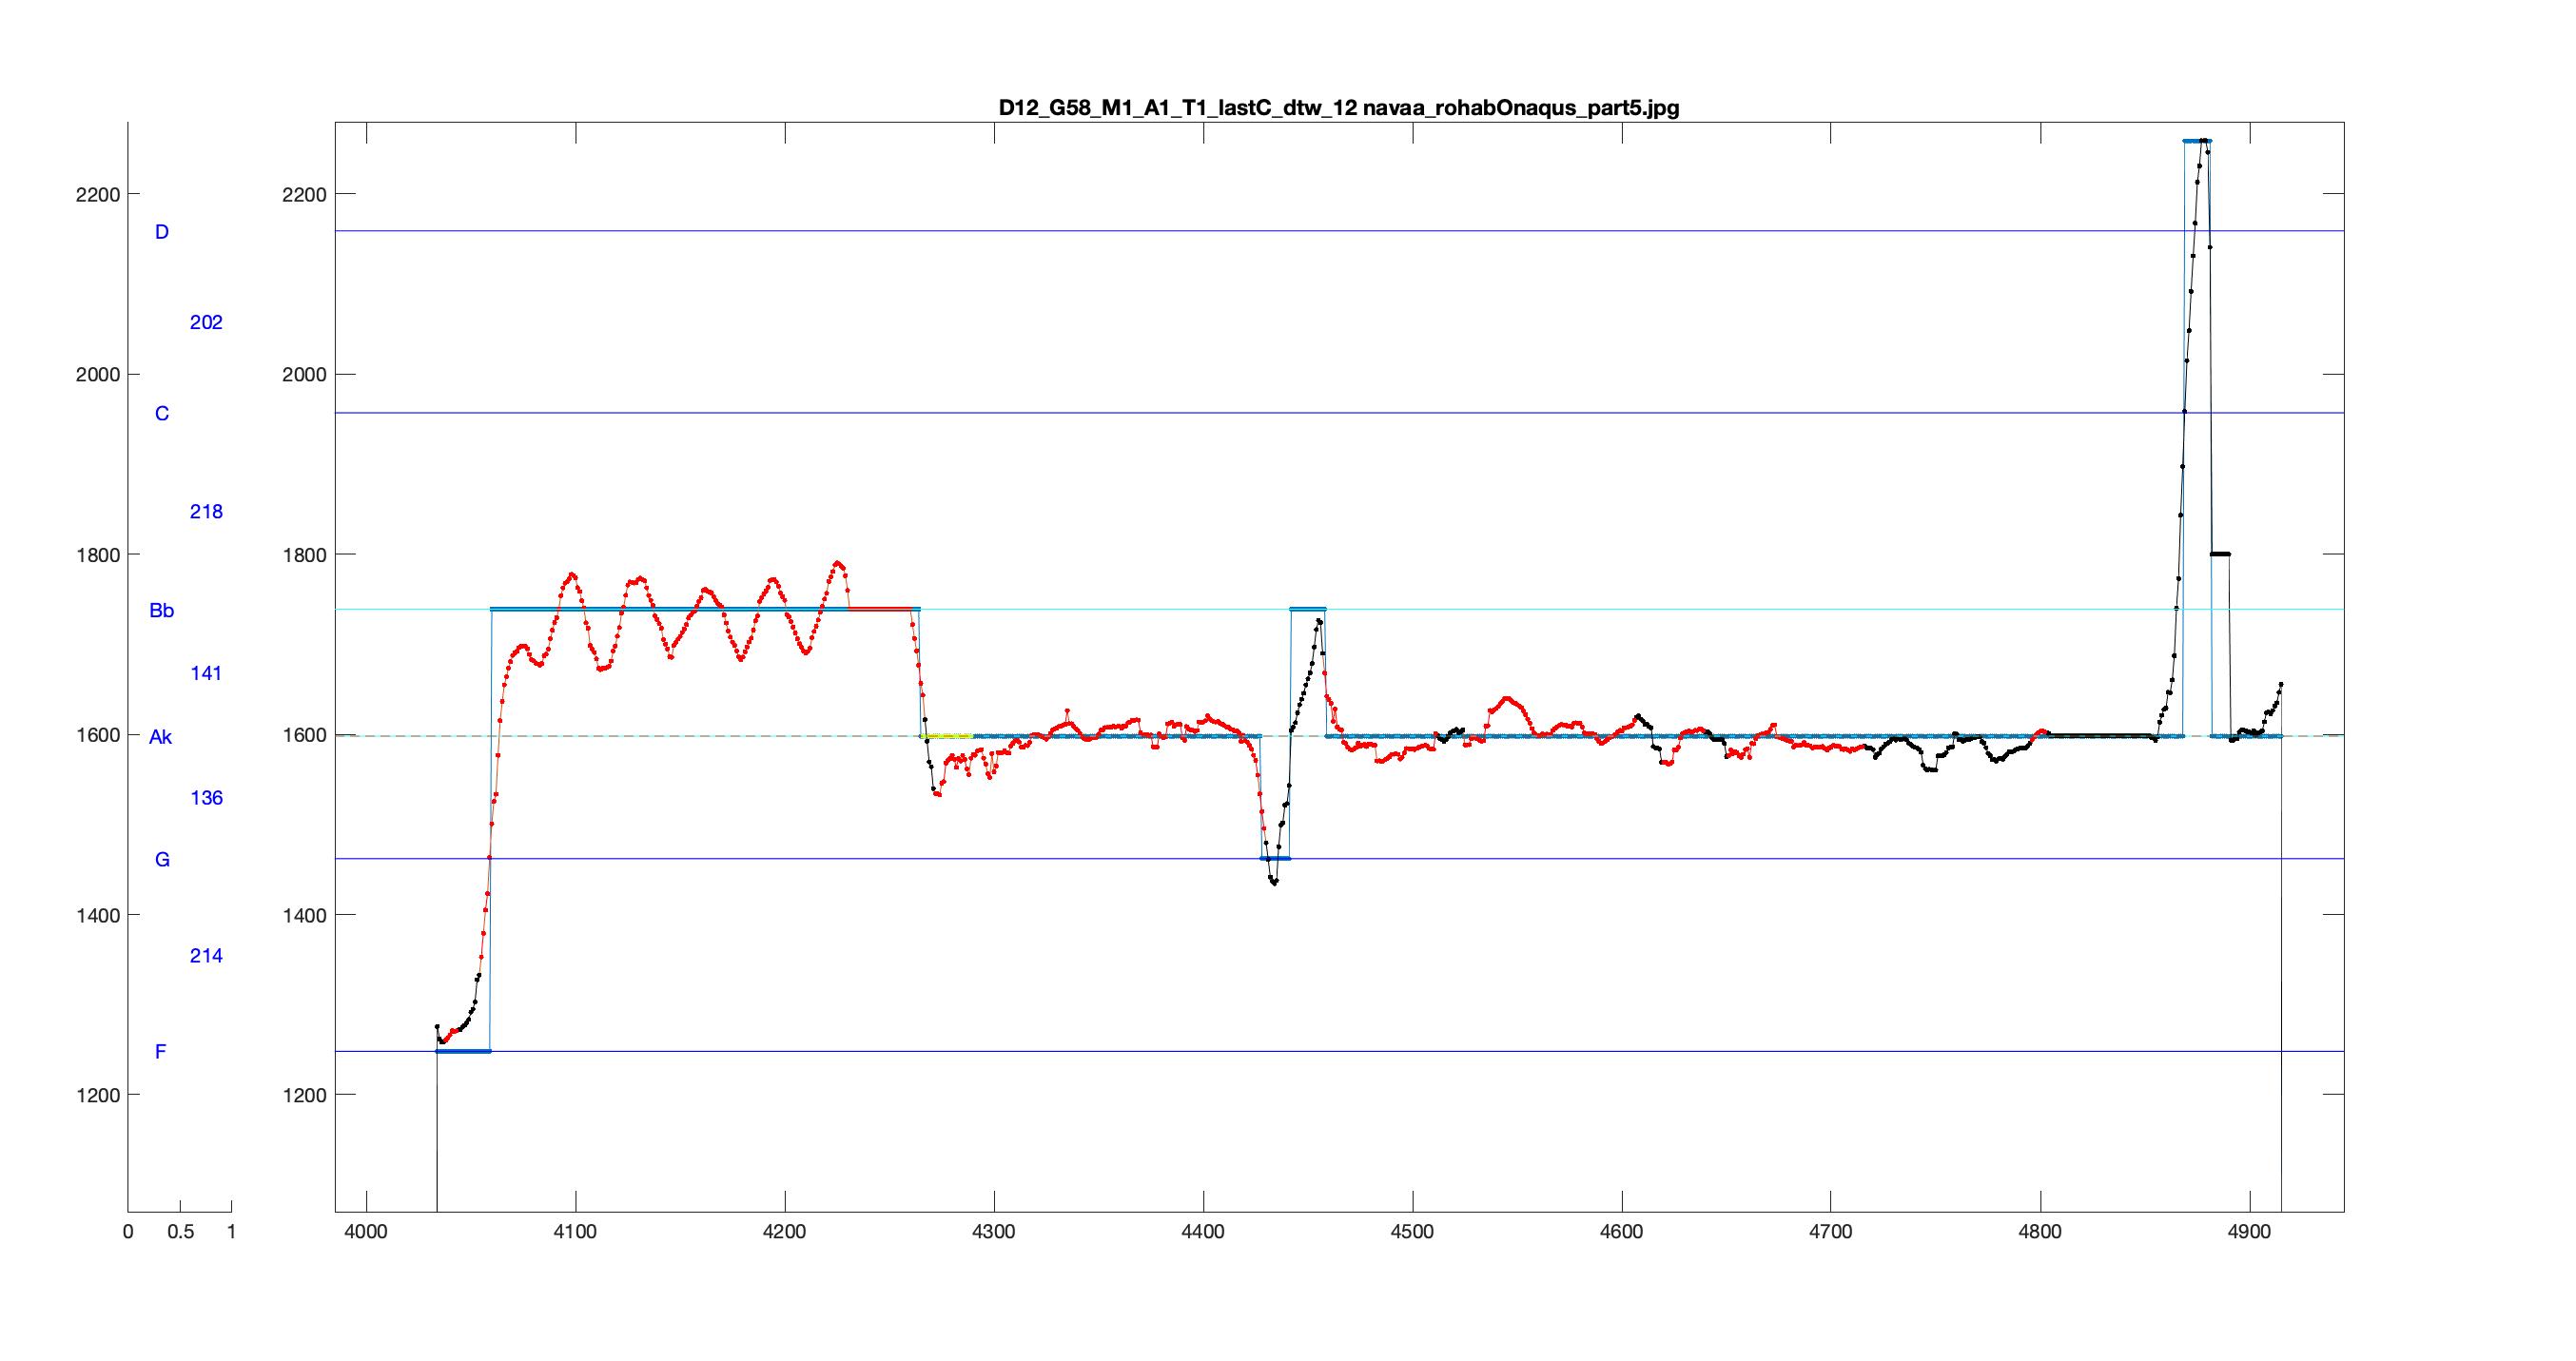 D12_G58_M1_A1_T1_lastC_dtw_12 navaa_rohabOnaqus_part5.jpg
2200 2200
D
202
2000 2000
C
218
1800 1800
Bb
141
1600 Ak 1600
136
G
1400 1400
214
F
1200 1200
0 0.5 1 4000 4100 4200 4300 4400 4500 4600 4700 4800 4900